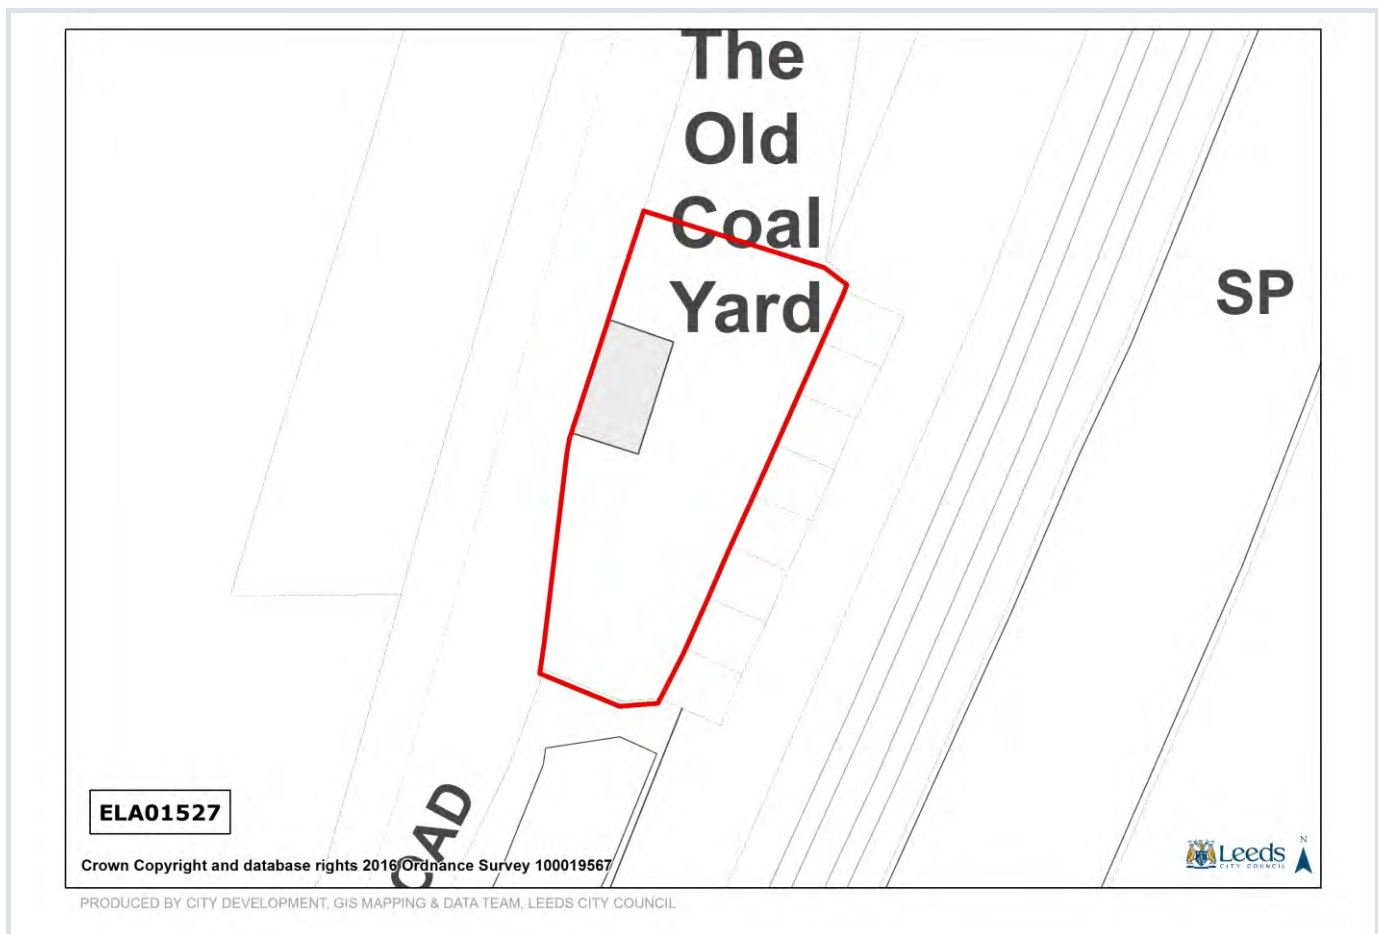 The
Old
Coal
Yard
SP
OAD
ELA01527
Crown Copyright and database rights 2016 Ordnance Survey 100019567
Leeds
CITY COUNCIL
N
PRODUCED BY CITY DEVELOPMENT, GIS MAPPING & DATA TEAM, LEEDS CITY COUNCIL